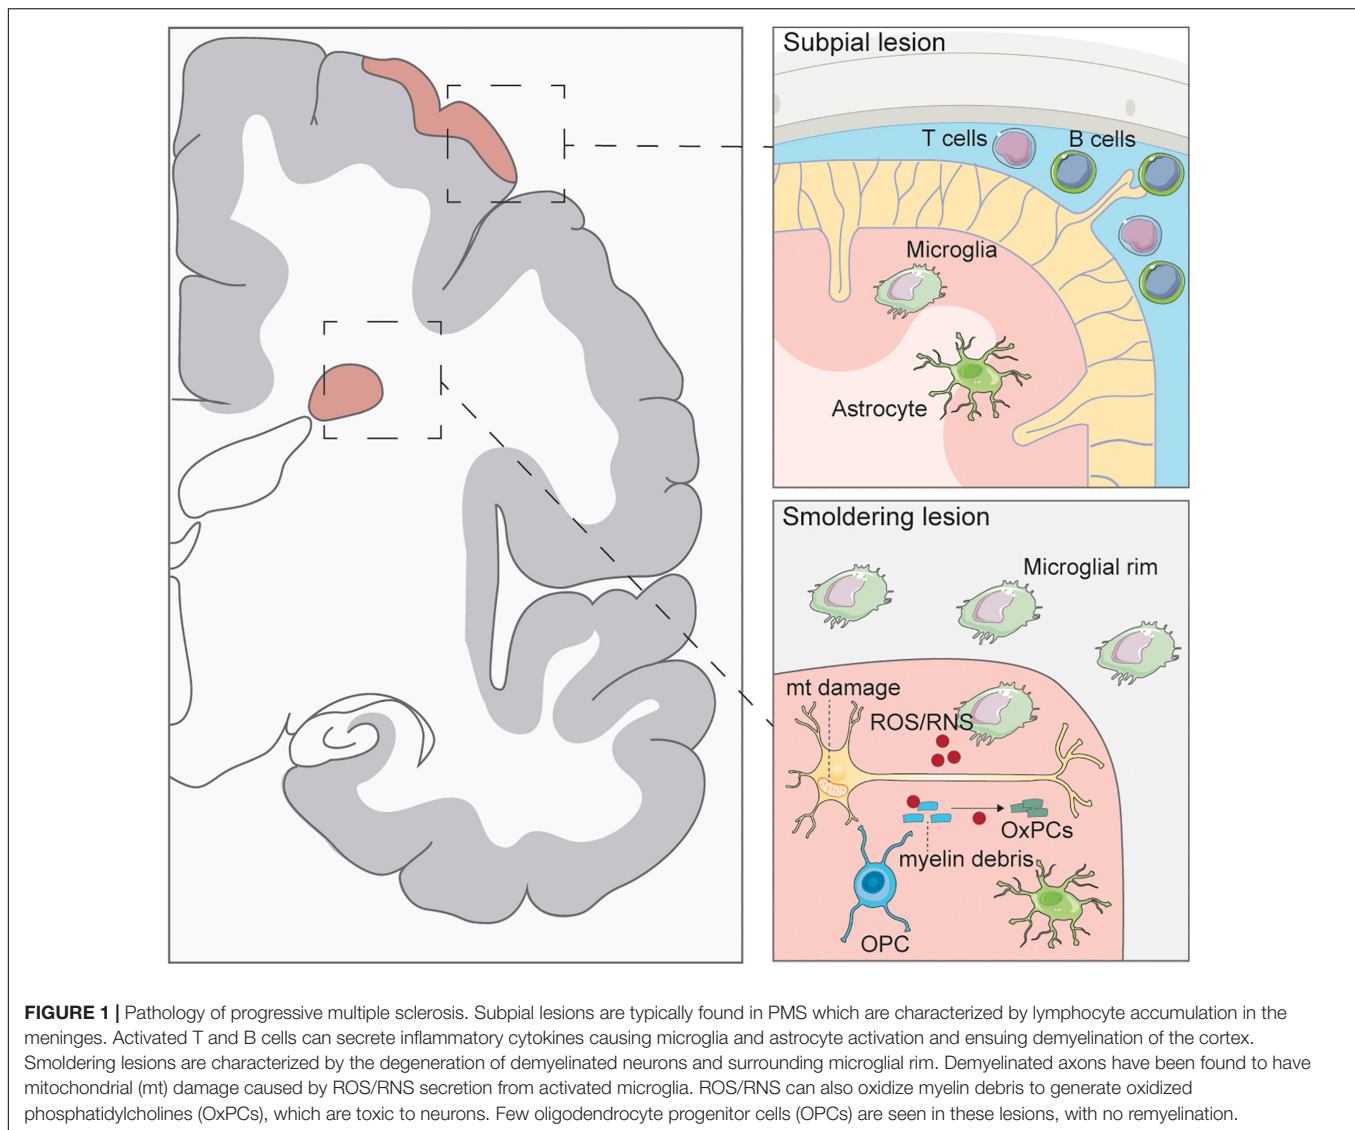 Subpial lesion
T cells
B cells
Microglia
Astrocyte
Smoldering lesion
Microglial rim
mt damage
ROS/RNS
OxPCs
myelin debris
OPC
FIGURE 1 | Pathology of progressive multiple sclerosis. Subpial lesions are typically found in PMS which are characterized by lymphocyte accumulation in the
meninges. Activated T and B cells can secrete inflammatory cytokines causing microglia and astrocyte activation and ensuing demyelination of the cortex.
Smoldering lesions are characterized by the degeneration of demyelinated neurons and surrounding microglial rim. Demyelinated axons have been found to have
mitochondrial (mt) damage caused by ROS/RNS secretion from activated microglia. ROS/RNS can also oxidize myelin debris to generate oxidized
phosphatidylcholines (OxPCs), which are toxic to neurons. Few oligodendrocyte progenitor cells (OPCs) are seen in these lesions, with no remyelination.